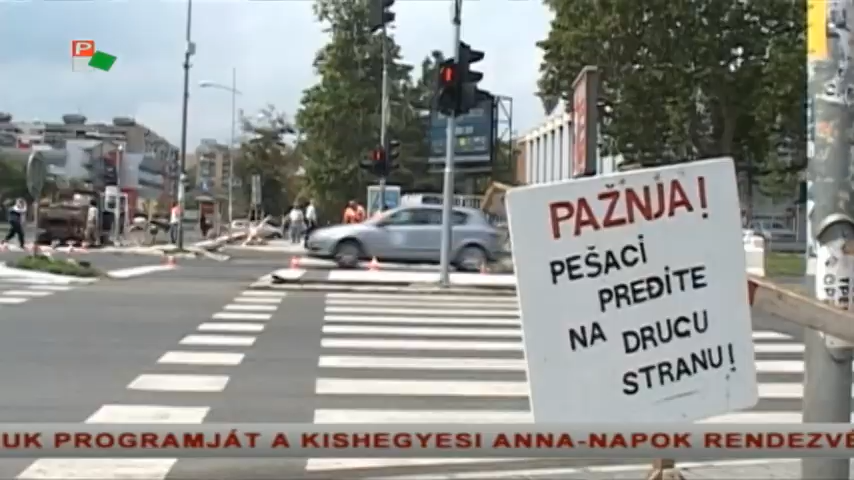 P
PAŽNJA!
PEŠACI
PREĐITE
NA DRUGU
STRANU!
UK PROGRAMJÁT A KISHEGYESI ANNA-NAPOK RENDEZVÉ